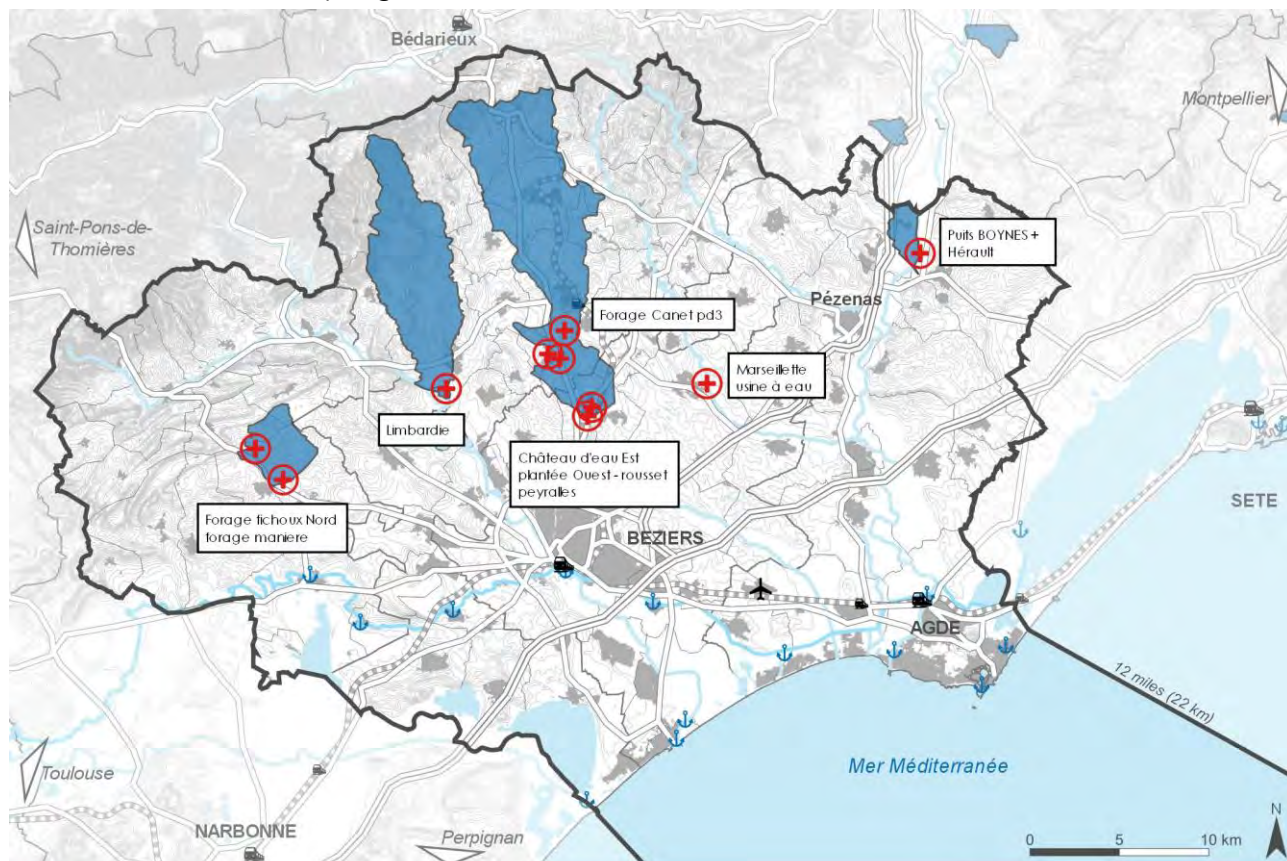 Bédarieux
Montpellier
Saint-Pons-de-
Thomières
Puits BOYNES +
Hérault
Pézenas
Forage Canet pd3
Marseillette
usine à eau
Limbardie
Château d'eau Est
plantée Ouest - rousset
peyralles
Forage fichoux Nord
forage maniere
BEZIERS
SETE
AGDE
12 miles (22 km)
Toulouse
Mer Méditerranée
NARBONNE
Perpignan
N
0 5 10 km